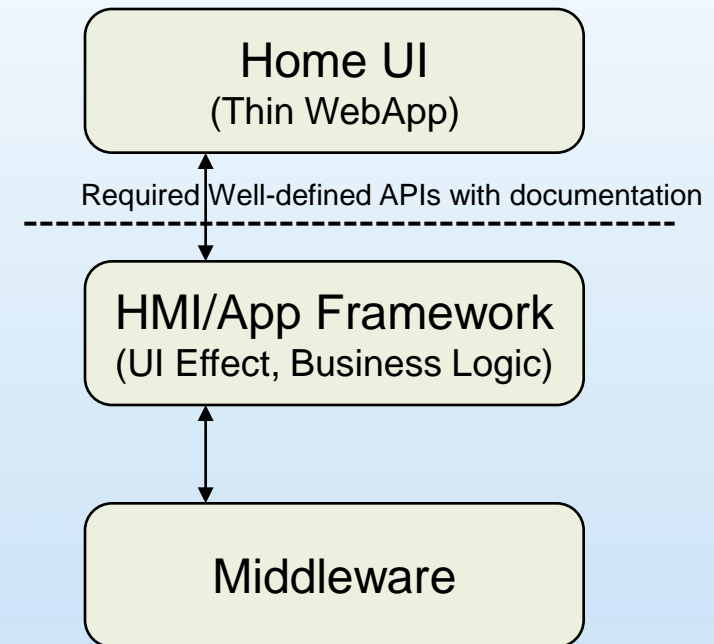 Home UI
(Thin WebApp)
Required Well-defined APIs with documentation
HMI/App Framework
(UI Effect, Business Logic)
Middleware